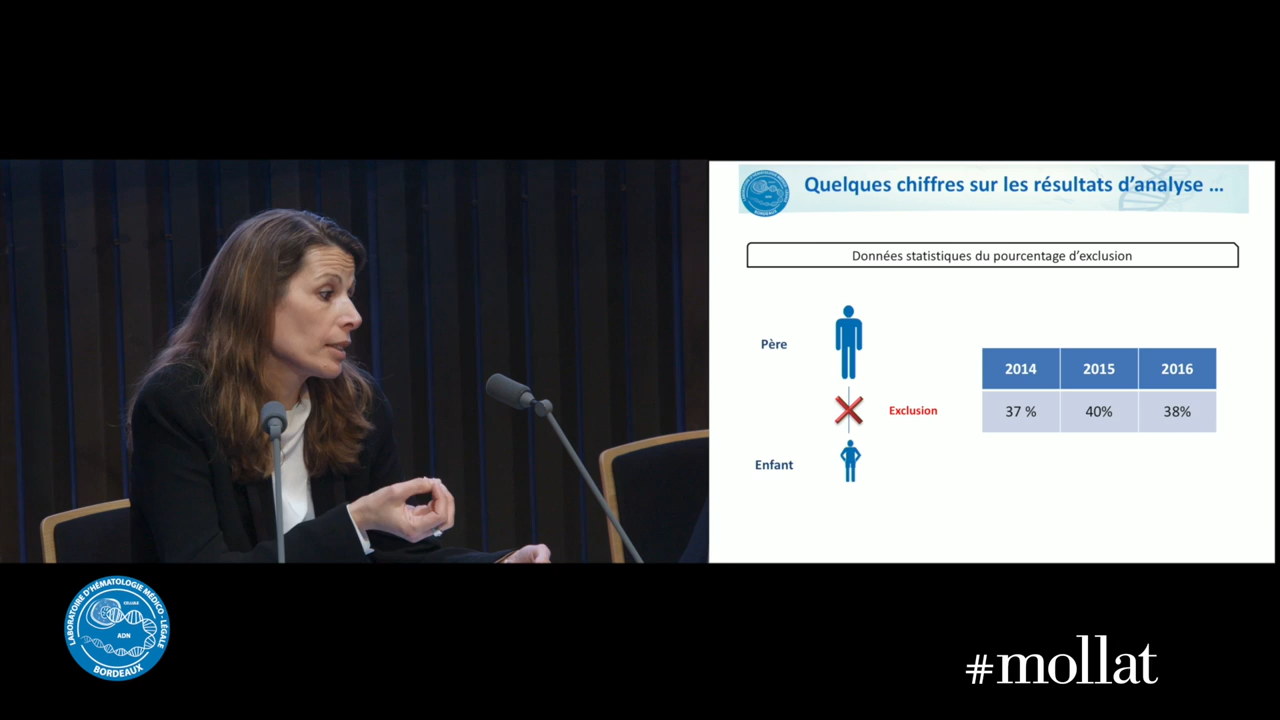 Quelques chiffres sur les résultats d'analyse ...
Données statistiques du pourcentage d'exclusion
Père
Exclusion
Enfant
2014 2015 2016
37 % 40% 38%
LABORATOIRE D'HÉMATOLOGIE MÉDICO-LÉGALE
CELLULE
ADN
BORDEAUX
#mollat